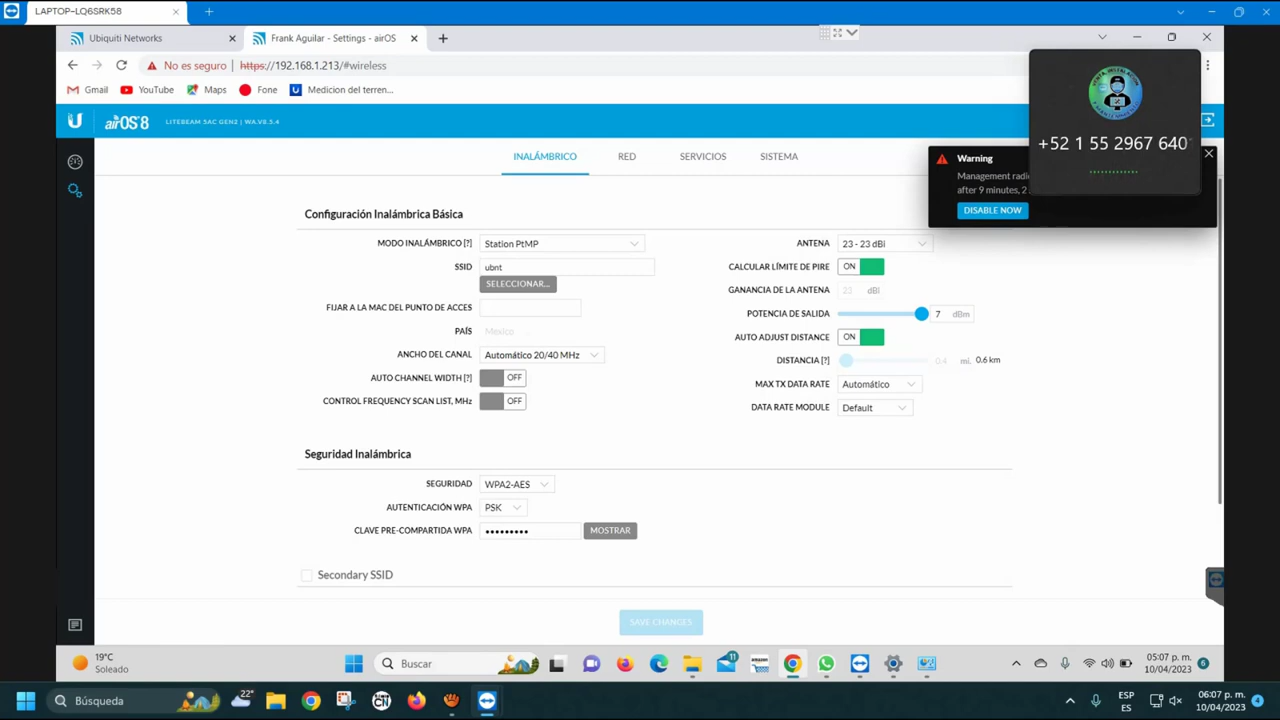 LAPTOP-LQ6SRK58
Ubiquiti Networks
Frank Aguilar - Settings - airOS
No es seguro
https://192.168.1.213/#wireless
Gmail
YouTube
Maps
Fone
Medicion del terren...
VENTA, INSTALACION
+52 1 55 2967 640
airOS 8
LITEBEAM 5AC GEN2 | WA.V8.5.4
INALÁMBRICO
RED
SERVICIOS
SISTEMA
Warning
Management radi
after 9 minutes, 2
DISABLE NOW
Configuración Inalámbrica Básica
MODO INALÁMBRICO [?]
Station PtMP
SSID
ubnt
SELECCIONAR...
FIJAR A LA MAC DEL PUNTO DE ACCES
PAÍS
Mexico
ANCHO DEL CANAL
Automático 20/40 MHz
AUTO CHANNEL WIDTH [?]
OFF
CONTROL FREQUENCY SCAN LIST, MHz
OFF
ANTENA
23 - 23 dBi
CALCULAR LÍMITE DE PIRE
ON
GANANCIA DE LA ANTENA
23 dBi
POTENCIA DE SALIDA
7 dBm
AUTO ADJUST DISTANCE
ON
DISTANCIA [?]
0.4 mi. 0.6 km
MAX TX DATA RATE
Automático
DATA RATE MODULE
Default
Seguridad Inalámbrica
SEGURIDAD
WPA2-AES
AUTENTICACIÓN WPA
PSK
CLAVE PRE-COMPARTIDA WPA
•••••••••
MOSTRAR
Secondary SSID
SAVE CHANGES
19°C
Soleado
Buscar
11
amazon
05:07 p. m.
10/04/2023
6
Búsqueda
22°
ESP
ES
06:07 p. m.
10/04/2023
4